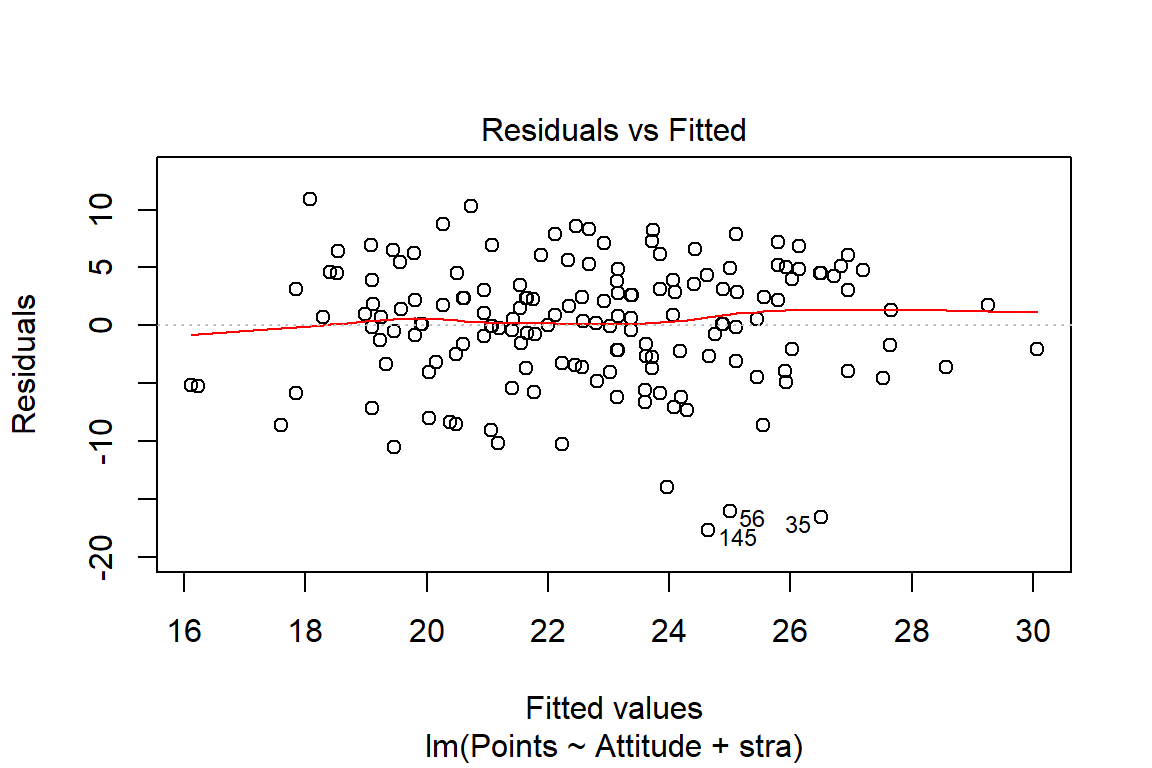 Residuals vs Fitted
Residuals
10
5
0
-10
-20
56
35
145
16 18 20 22 24 26 28 30
Fitted values
lm(Points ~ Attitude + stra)